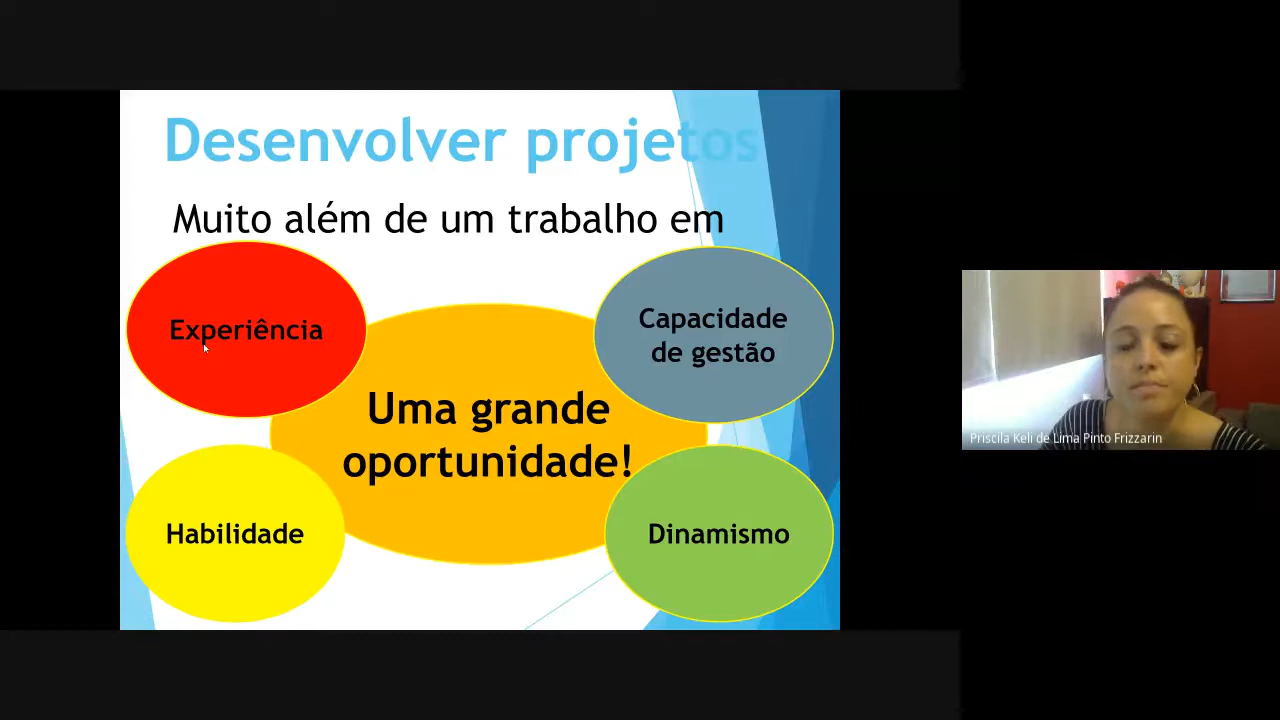 Desenvolver projetos
Muito além de um trabalho em
Experiência
Capacidade
de gestão
Uma grande
oportunidade!
Habilidade
Dinamismo
Priscila Keli de Lima Pinto Frizzarin